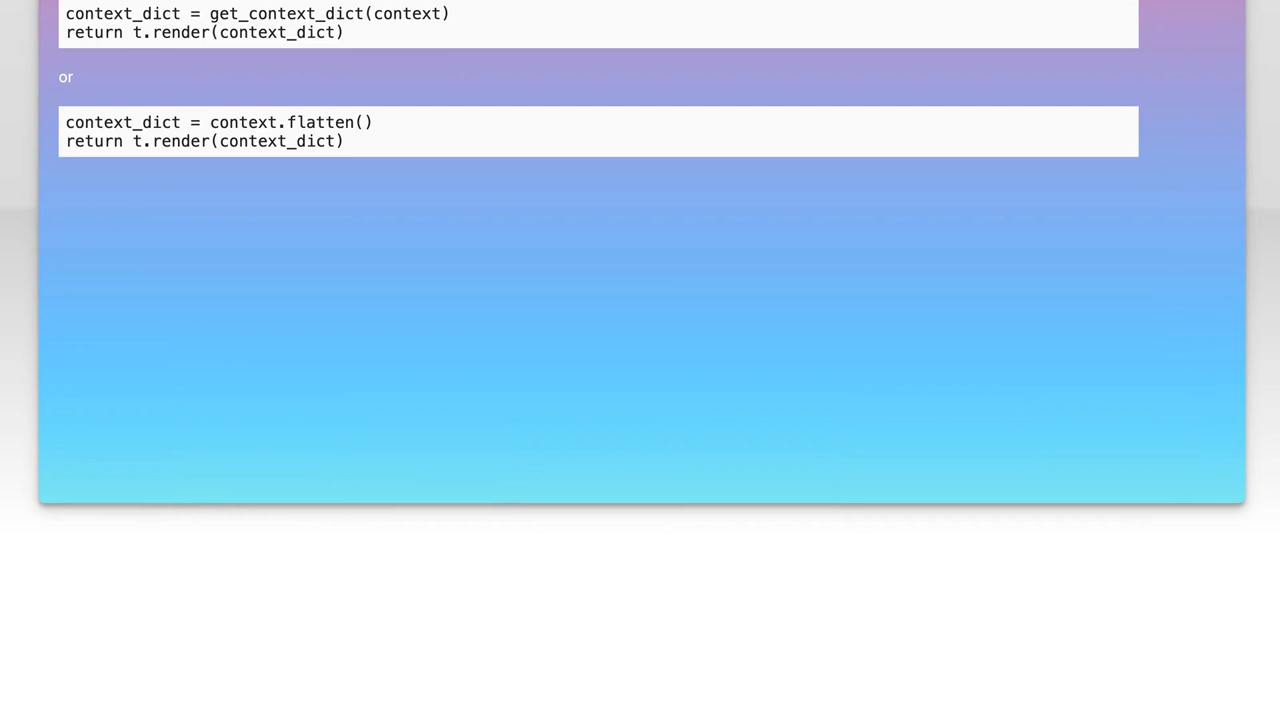 context_dict = get_context_dict(context)
return t.render(context_dict)
or
context_dict = context.flatten()
return t.render(context_dict)